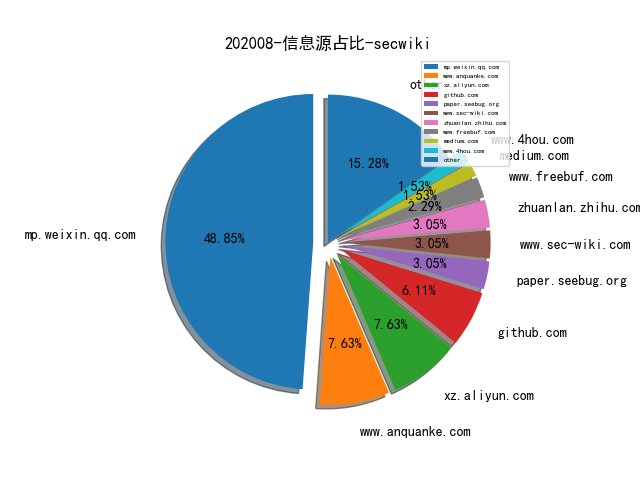 202008-信息源占比-secwiki
mp.weixin.qq.com
www.anquanke.com
xz.aliyun.com
github.com
paper.seebug.org
www.sec-wiki.com
zhuanlan.zhihu.com
www.freebuf.com
medium.com
www.4hou.com
other
15.28%
www.4hou.com
medium.com
www.freebuf.com
1.53%
1.53%
2.29%
zhuanlan.zhihu.com
3.05%
mp.weixin.qq.com
48.85%
3.05%
www.sec-wiki.com
3.05%
paper.seebug.org
6.11%
7.63%
github.com
7.63%
xz.aliyun.com
www.anquanke.com